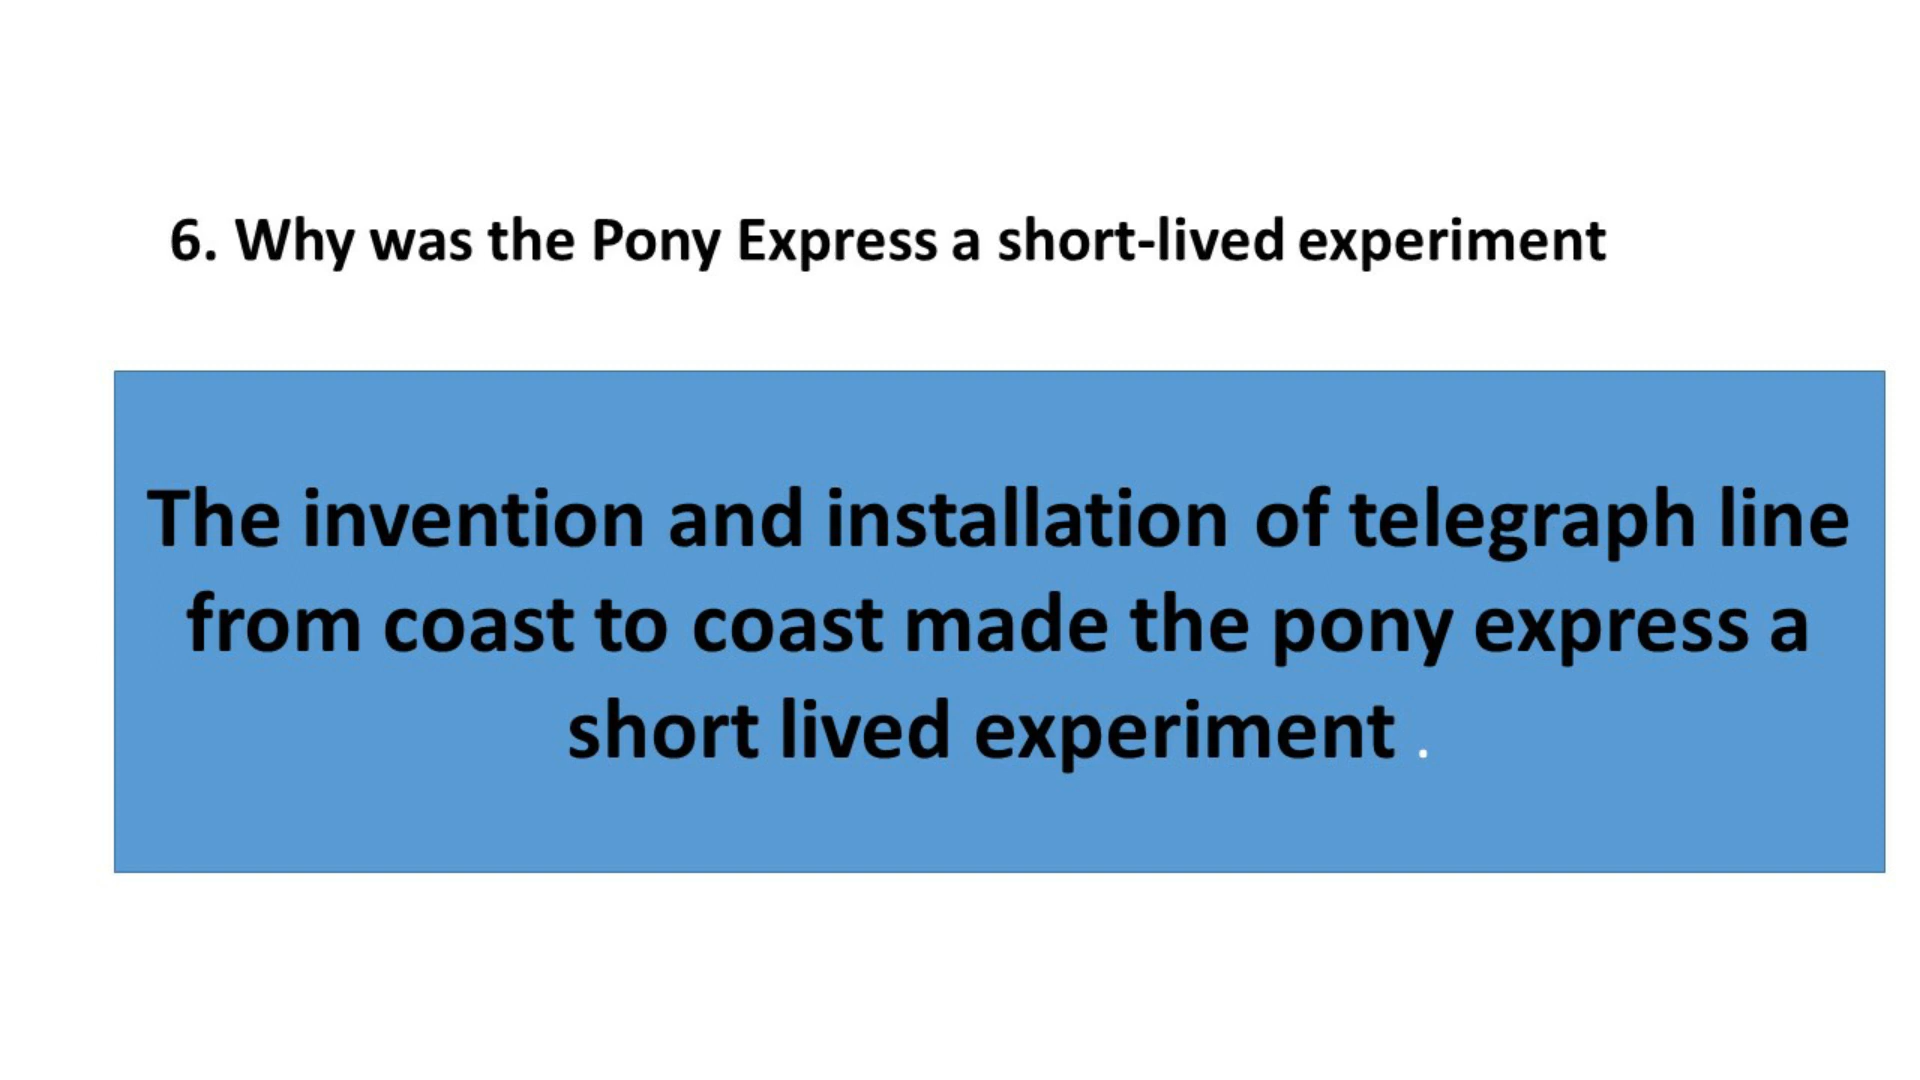 6. Why was the Pony Express a short-lived experiment
The invention and installation of telegraph line
from coast to coast made the pony express a
short lived experiment .